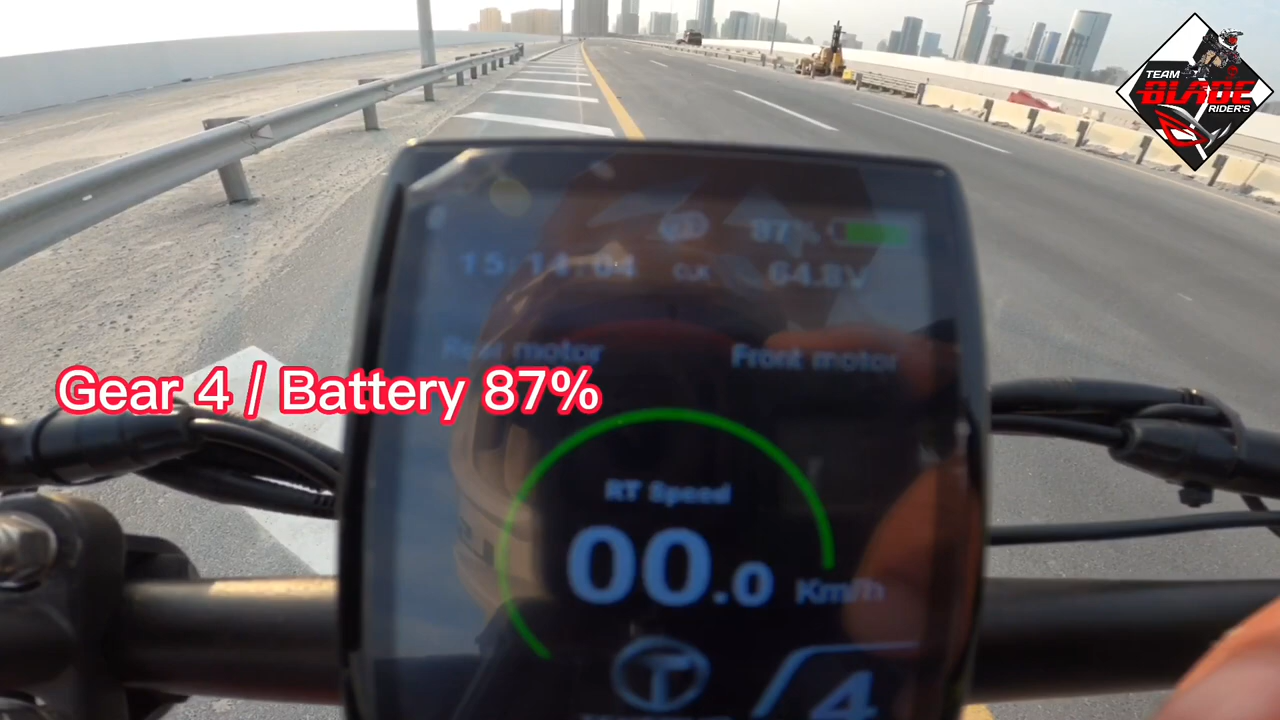 TEAM
BLADE
RIDER'S
87%
15:14:04
64.8V
Rear motor
Front motor
Gear 4 / Battery 87%
RT Speed
00.0 Km/h
4